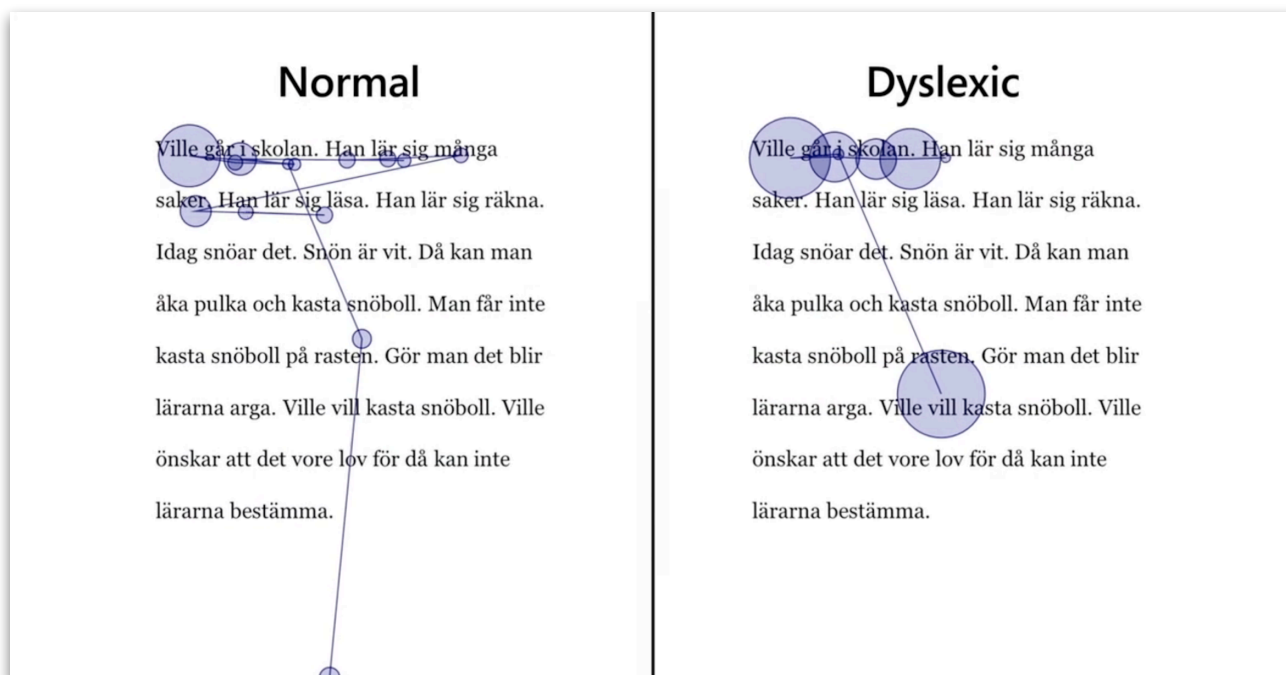 Normal
Ville går i skolan. Han lär sig många
saker. Han lär sig läsa. Han lär sig räkna.
Idag snöar det. Snön är vit. Då kan man
åka pulka och kasta snöboll. Man får inte
kasta snöboll på rasten. Gör man det blir
lärarna arga. Ville vill kasta snöboll. Ville
önskar att det vore lov för då kan inte
lärarna bestämma.
Dyslexic
Ville går i skolan. Han lär sig många
saker. Han lär sig läsa. Han lär sig räkna.
Idag snöar det. Snön är vit. Då kan man
åka pulka och kasta snöboll. Man får inte
kasta snöboll på rasten. Gör man det blir
lärarna arga. Ville vill kasta snöboll. Ville
önskar att det vore lov för då kan inte
lärarna bestämma.